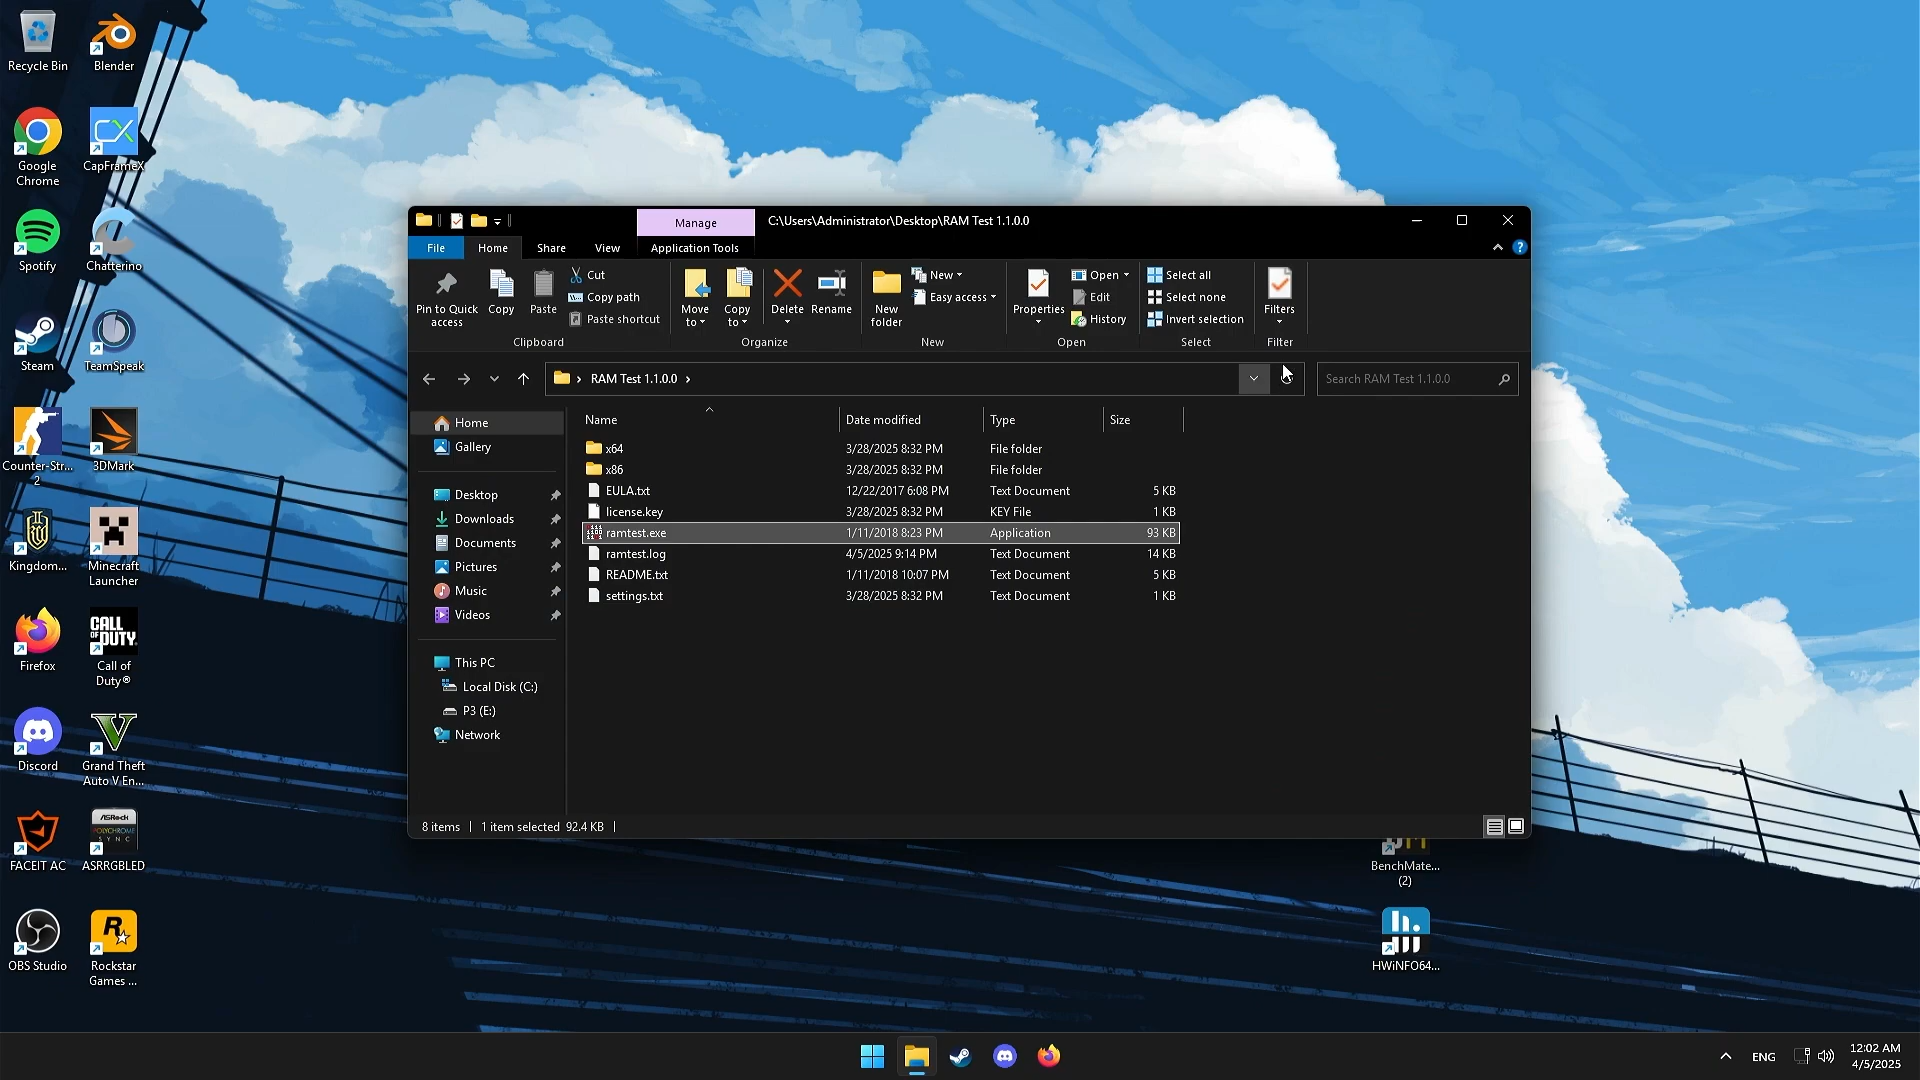 Recycle Bin
Blender
Google
Chrome
CX
CapFrameX
Spotify
Chatterino
Steam
TeamSpeak
Counter-Str...
2
3DMark
Kingdom...
Minecraft
Launcher
Firefox
CALL OF DUTY
Call of
Duty®
Discord
Grand Theft
Auto V En...
FACEIT AC
ASRock
POLYCHROME
SYNC
ASRRGBLED
OBS Studio
Rockstar
Games ...
Manage
C:\Users\Administrator\Desktop\RAM Test 1.1.0.0
File
Home
Share
View
Application Tools
Pin to Quick
access
Copy
Paste
Cut
Copy path
Paste shortcut
Clipboard
Move
to
Copy
to
Delete
Rename
Organize
New
folder
New
Easy access
New
Properties
Open
Edit
History
Open
Select all
Select none
Invert selection
Select
Filters
Filter
RAM Test 1.1.0.0
Search RAM Test 1.1.0.0
Home
Gallery
Desktop
Downloads
Documents
Pictures
Music
Videos
This PC
Local Disk (C:)
P3 (E:)
Network
Name Date modified Type Size
x64 3/28/2025 8:32 PM File folder
x86 3/28/2025 8:32 PM File folder
EULA.txt 12/22/2017 6:08 PM Text Document 5 KB
license.key 3/28/2025 8:32 PM KEY File 1 KB
ramtest.exe 1/11/2018 8:23 PM Application 93 KB
ramtest.log 4/5/2025 9:14 PM Text Document 14 KB
README.txt 1/11/2018 10:07 PM Text Document 5 KB
settings.txt 3/28/2025 8:32 PM Text Document 1 KB
8 items 1 item selected 92.4 KB
BenchMate...
(2)
HWiNFO64...
ENG
12:02 AM
4/5/2025